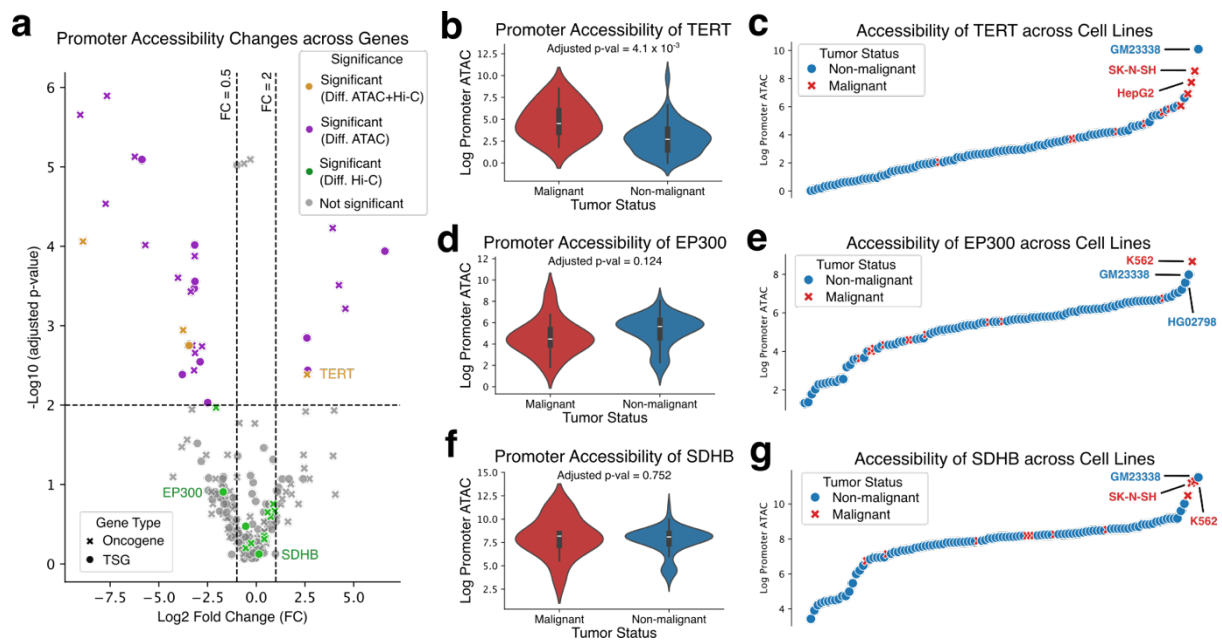 a
Promoter Accessibility Changes across Genes
Significance
Significant
(Diff. ATAC+Hi-C)
Significant
(Diff. ATAC)
Significant
(Diff. Hi-C)
Not significant
FC = 0.5
FC = 2
TERT
EP300
SDHB
Gene Type
Oncogene
TSG
-Log10 (adjusted p-value)
6
5
4
3
2
1
0
−7.5 −5.0 −2.5 0.0 2.5 5.0
Log2 Fold Change (FC)
b
Promoter Accessibility of TERT
Adjusted p-val = 4.1 x 10⁻³
Log Promoter ATAC
12.5
10.0
7.5
5.0
2.5
0.0
Malignant Non-malignant
Tumor Status
c
Accessibility of TERT across Cell Lines
Tumor Status
Non-malignant
Malignant
GM23338
SK-N-SH
HepG2
Log Promoter ATAC
10
8
6
4
2
0
d
Promoter Accessibility of EP300
Adjusted p-val = 0.124
Log Promoter ATAC
12
10
8
6
4
2
0
Malignant Non-malignant
Tumor Status
e
Accessibility of EP300 across Cell Lines
Tumor Status
Non-malignant
Malignant
K562
GM23338
HG02798
Log Promoter ATAC
8
6
4
2
f
Promoter Accessibility of SDHB
Adjusted p-val = 0.752
Log Promoter ATAC
15.0
12.5
10.0
7.5
5.0
2.5
Malignant Non-malignant
Tumor Status
g
Accessibility of SDHB across Cell Lines
Tumor Status
Non-malignant
Malignant
GM23338
SK-N-SH
K562
Log Promoter ATAC
10
8
6
4